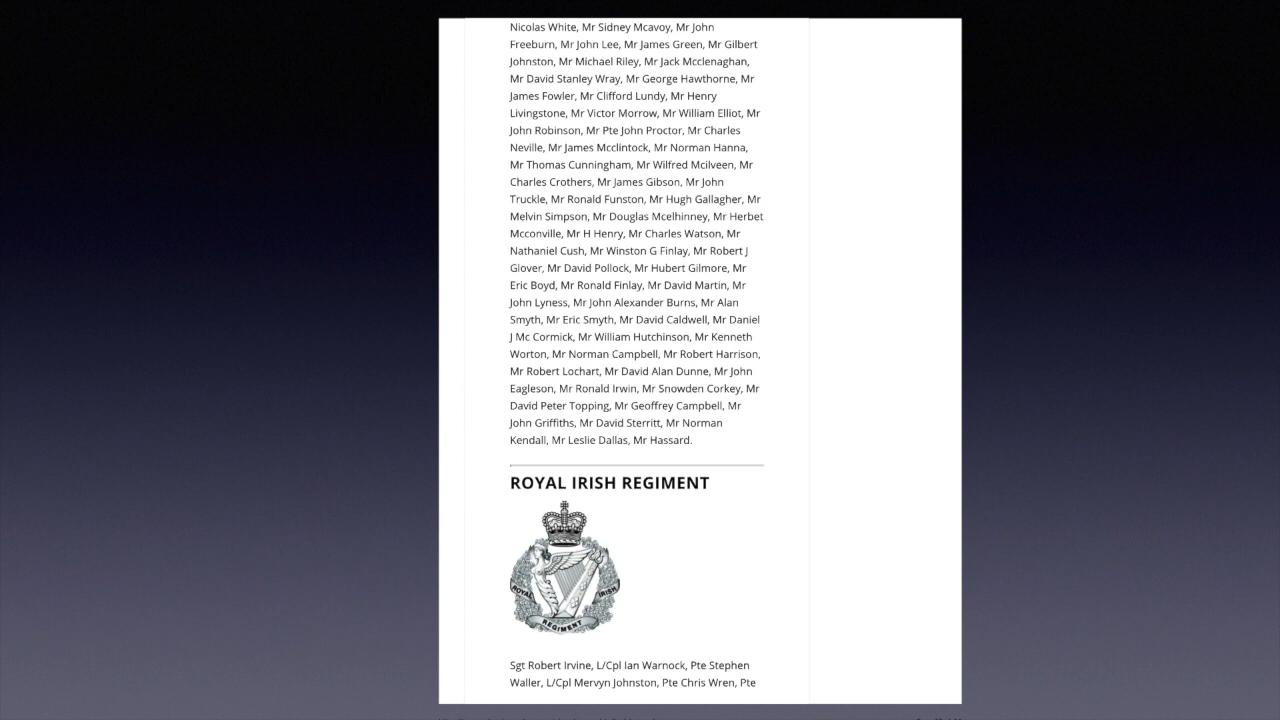 Nicolas White, Mr Sidney Mcavoy, Mr John
Freeburn, Mr John Lee, Mr James Green, Mr Gilbert
Johnston, Mr Michael Riley, Mr Jack Mcclenaghan,
Mr David Stanley Wray, Mr George Hawthorne, Mr
James Fowler, Mr Clifford Lundy, Mr Henry
Livingstone, Mr Victor Morrow, Mr William Elliot, Mr
John Robinson, Mr Pte John Proctor, Mr Charles
Neville, Mr James Mcclintock, Mr Norman Hanna,
Mr Thomas Cunningham, Mr Wilfred Mcilveen, Mr
Charles Crothers, Mr James Gibson, Mr John
Truckle, Mr Ronald Funston, Mr Hugh Gallagher, Mr
Melvin Simpson, Mr Douglas Mcelhinney, Mr Herbet
Mcconville, Mr H Henry, Mr Charles Watson, Mr
Nathaniel Cush, Mr Winston G Finlay, Mr Robert J
Glover, Mr David Pollock, Mr Hubert Gilmore, Mr
Eric Boyd, Mr Ronald Finlay, Mr David Martin, Mr
John Lyness, Mr John Alexander Burns, Mr Alan
Smyth, Mr Eric Smyth, Mr David Caldwell, Mr Daniel
J Mc Cormick, Mr William Hutchinson, Mr Kenneth
Worton, Mr Norman Campbell, Mr Robert Harrison,
Mr Robert Lochart, Mr David Alan Dunne, Mr John
Eagleson, Mr Ronald Irwin, Mr Snowden Corkey, Mr
David Peter Topping, Mr Geoffrey Campbell, Mr
John Griffiths, Mr David Sterritt, Mr Norman
Kendall, Mr Leslie Dallas, Mr Hassard.
ROYAL IRISH REGIMENT
ROYAL IRISH
REGIMENT
Sgt Robert Irvine, L/Cpl Ian Warnock, Pte Stephen
Waller, L/Cpl Mervyn Johnston, Pte Chris Wren, Pte